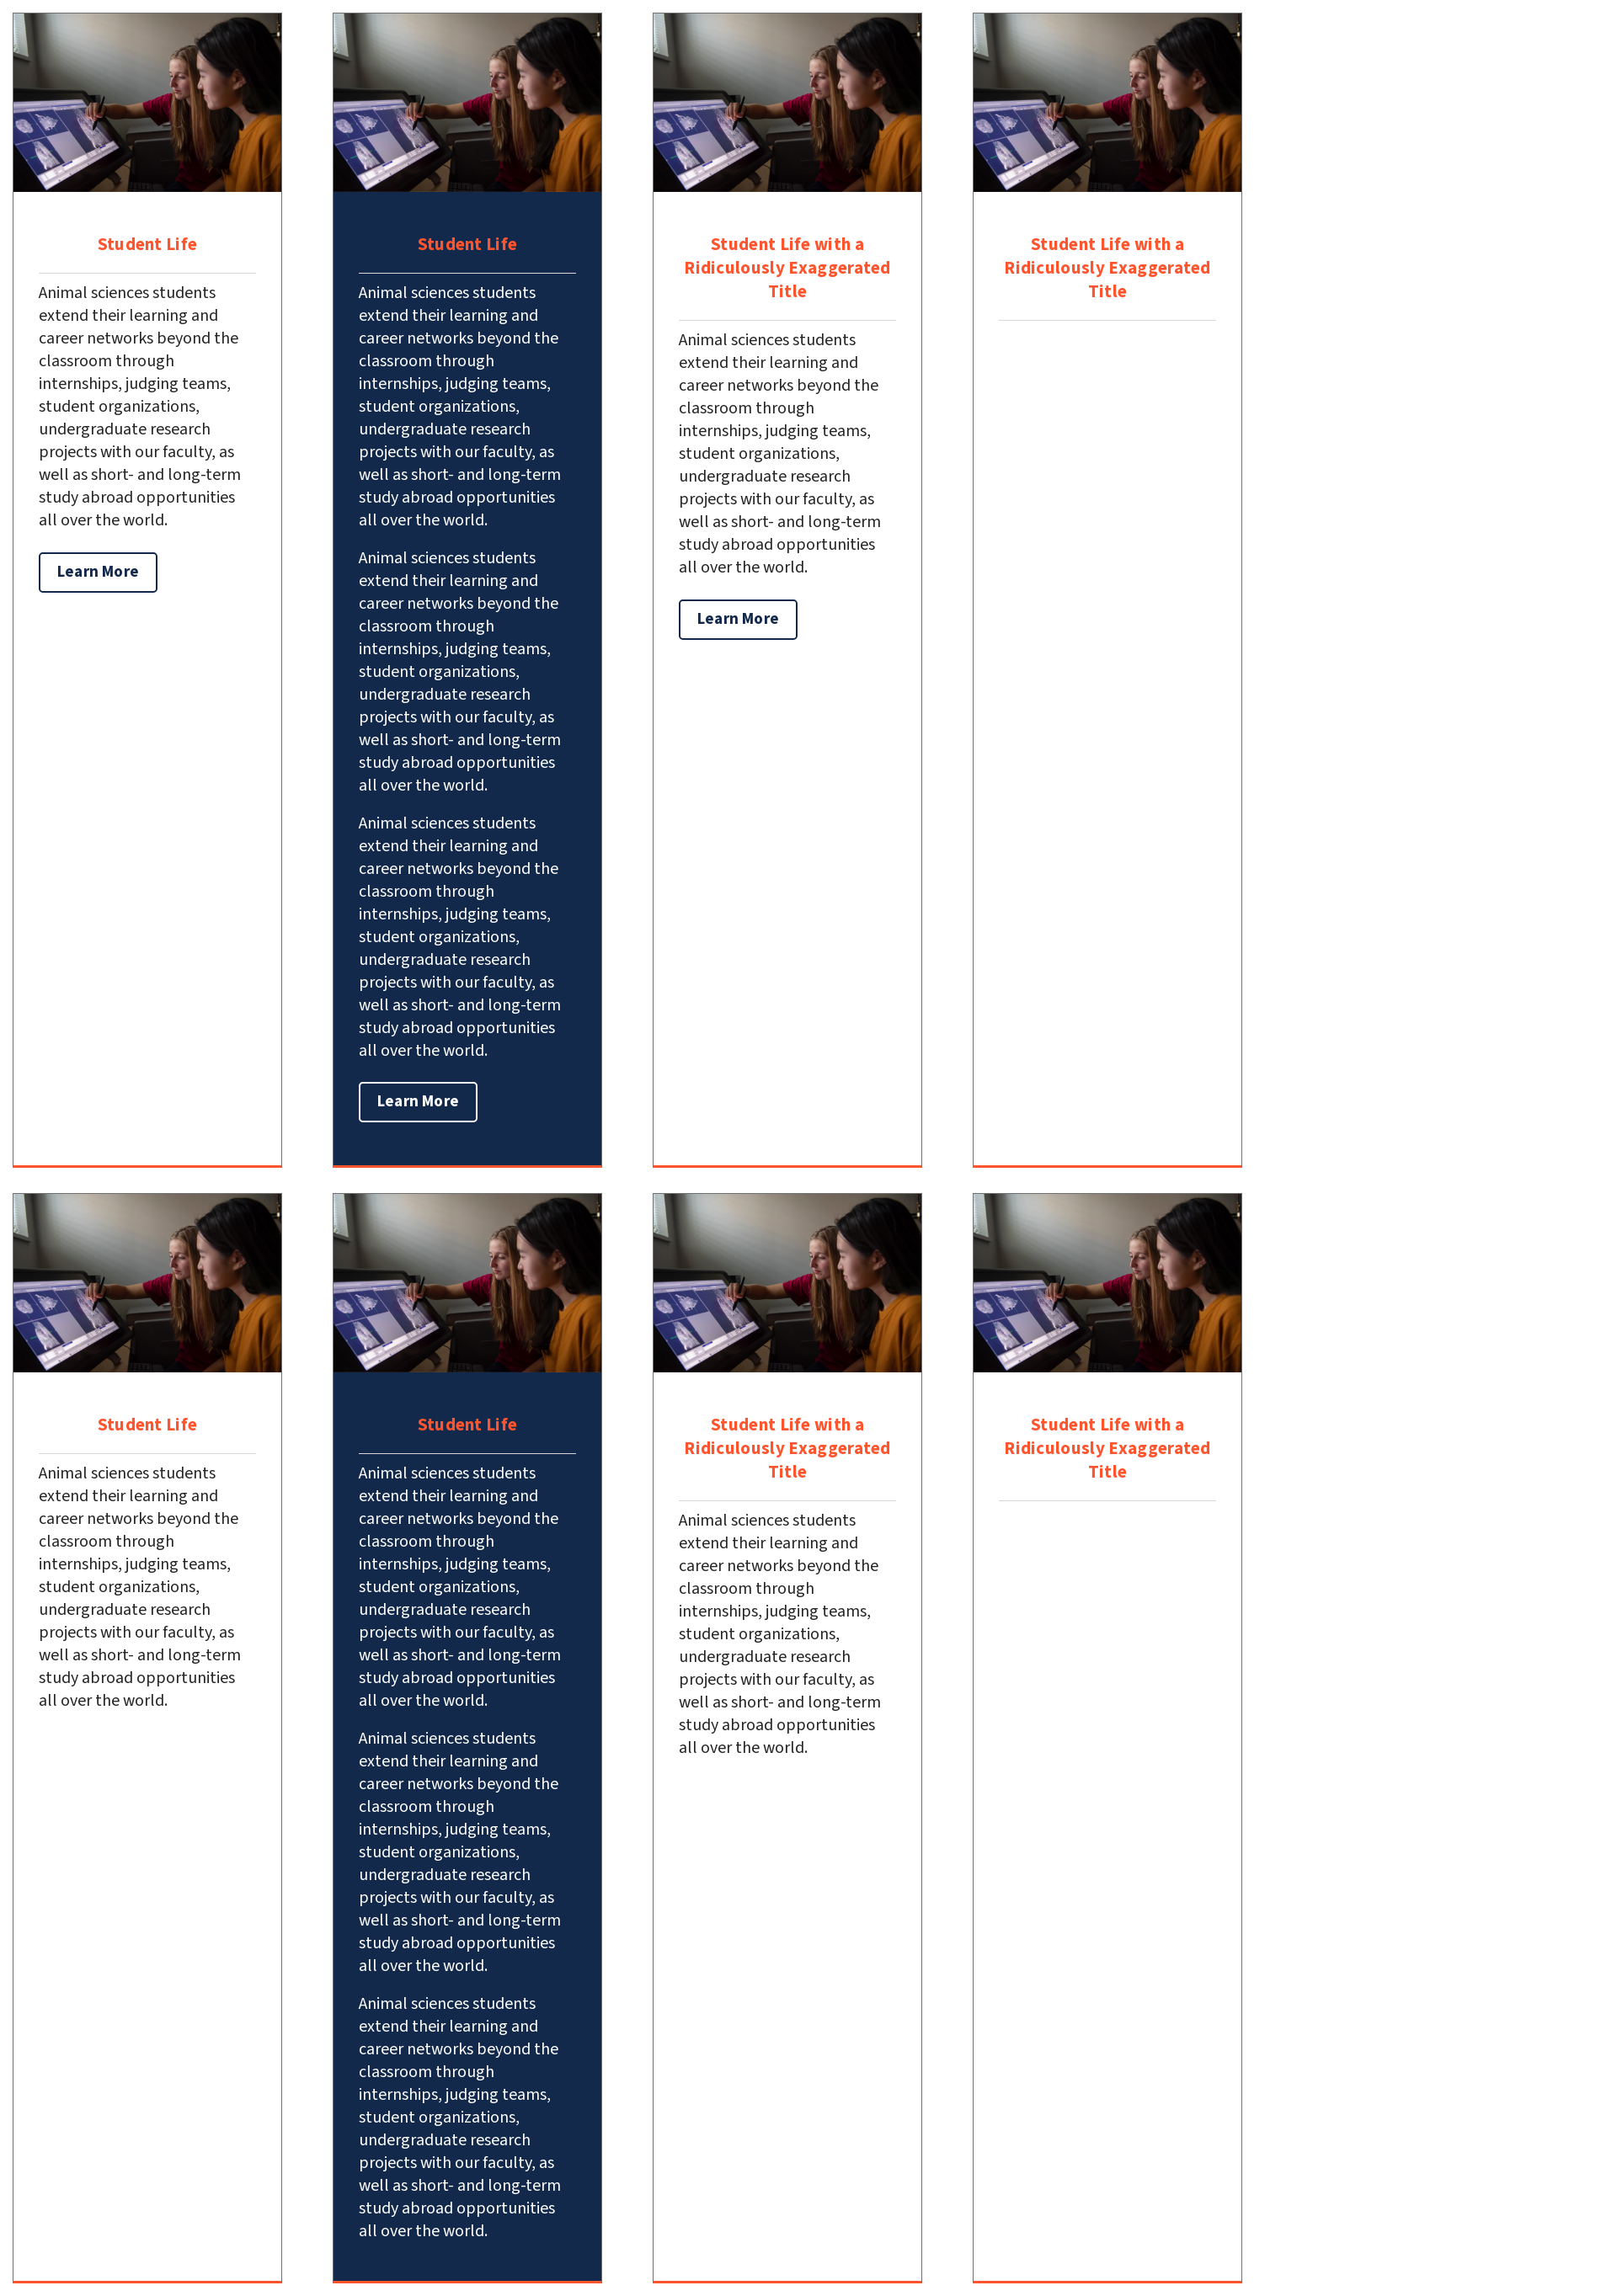 Student Life
Animal sciences students
extend their learning and
career networks beyond the
classroom through
internships, judging teams,
student organizations,
undergraduate research
projects with our faculty, as
well as short- and long-term
study abroad opportunities
all over the world.
Learn More
Student Life
Animal sciences students
extend their learning and
career networks beyond the
classroom through
internships, judging teams,
student organizations,
undergraduate research
projects with our faculty, as
well as short- and long-term
study abroad opportunities
all over the world.
Animal sciences students
extend their learning and
career networks beyond the
classroom through
internships, judging teams,
student organizations,
undergraduate research
projects with our faculty, as
well as short- and long-term
study abroad opportunities
all over the world.
Animal sciences students
extend their learning and
career networks beyond the
classroom through
internships, judging teams,
student organizations,
undergraduate research
projects with our faculty, as
well as short- and long-term
study abroad opportunities
all over the world.
Learn More
Student Life with a
Ridiculously Exaggerated
Title
Animal sciences students
extend their learning and
career networks beyond the
classroom through
internships, judging teams,
student organizations,
undergraduate research
projects with our faculty, as
well as short- and long-term
study abroad opportunities
all over the world.
Learn More
Student Life with a
Ridiculously Exaggerated
Title
Student Life
Animal sciences students
extend their learning and
career networks beyond the
classroom through
internships, judging teams,
student organizations,
undergraduate research
projects with our faculty, as
well as short- and long-term
study abroad opportunities
all over the world.
Student Life
Animal sciences students
extend their learning and
career networks beyond the
classroom through
internships, judging teams,
student organizations,
undergraduate research
projects with our faculty, as
well as short- and long-term
study abroad opportunities
all over the world.
Animal sciences students
extend their learning and
career networks beyond the
classroom through
internships, judging teams,
student organizations,
undergraduate research
projects with our faculty, as
well as short- and long-term
study abroad opportunities
all over the world.
Animal sciences students
extend their learning and
career networks beyond the
classroom through
internships, judging teams,
student organizations,
undergraduate research
projects with our faculty, as
well as short- and long-term
study abroad opportunities
all over the world.
Student Life with a
Ridiculously Exaggerated
Title
Animal sciences students
extend their learning and
career networks beyond the
classroom through
internships, judging teams,
student organizations,
undergraduate research
projects with our faculty, as
well as short- and long-term
study abroad opportunities
all over the world.
Student Life with a
Ridiculously Exaggerated
Title